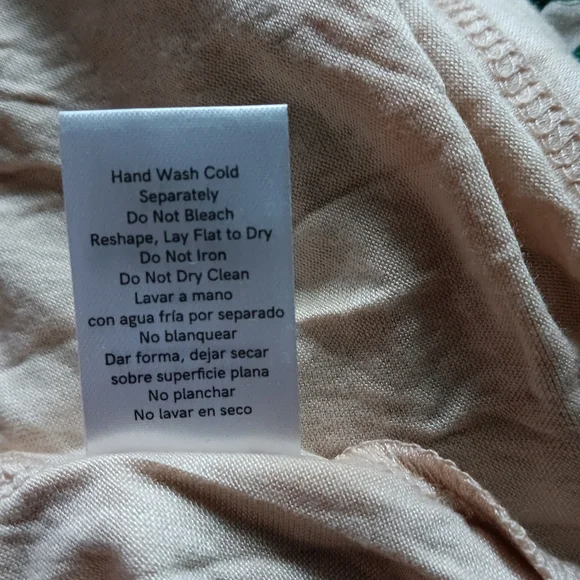 Hand Wash Cold
Separately
Do Not Bleach
Reshape, Lay Flat to Dry
Do Not Iron
Do Not Dry Clean
Lavar a mano
con agua fría por separado
No blanquear
Dar forma, dejar secar
sobre superficie plana
No planchar
No lavar en seco